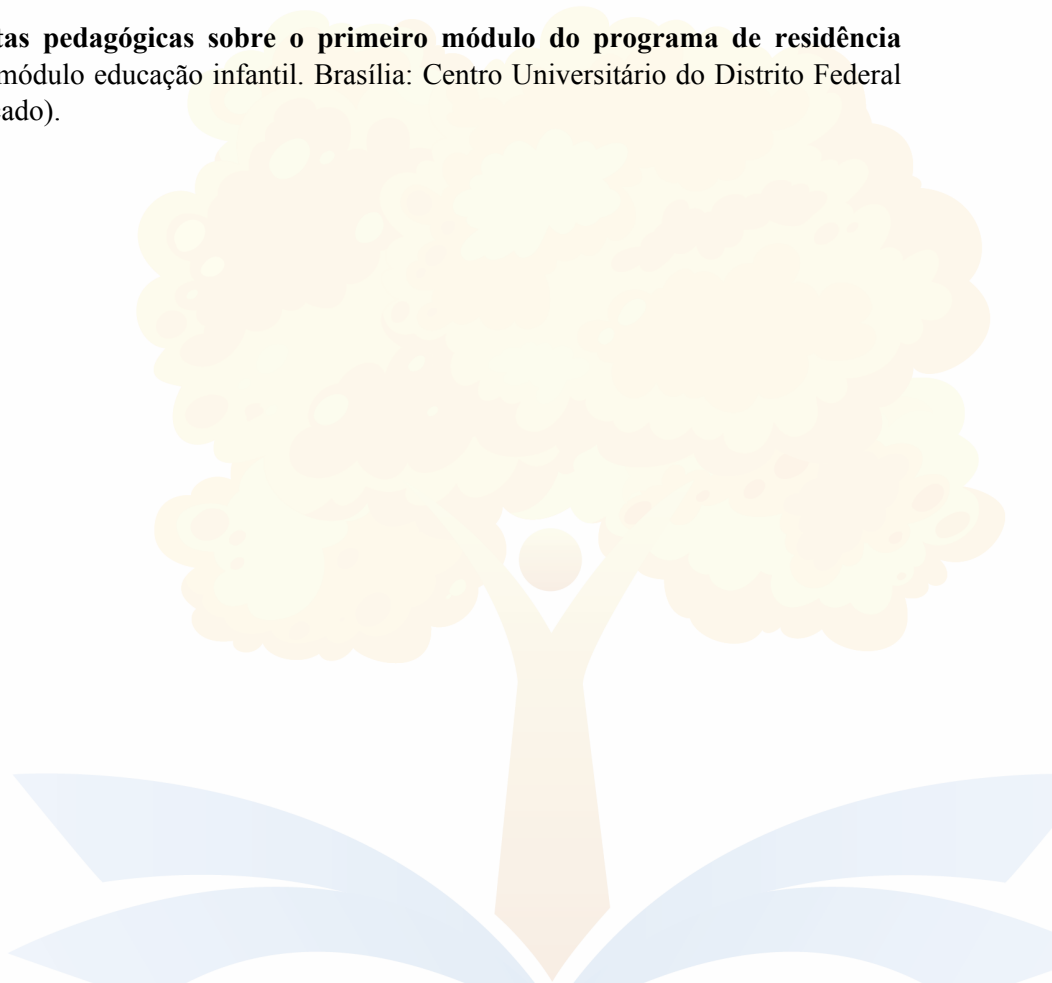 tas pedagógicas sobre o primeiro módulo do programa de residência
módulo educação infantil. Brasília: Centro Universitário do Distrito Federal
ado).